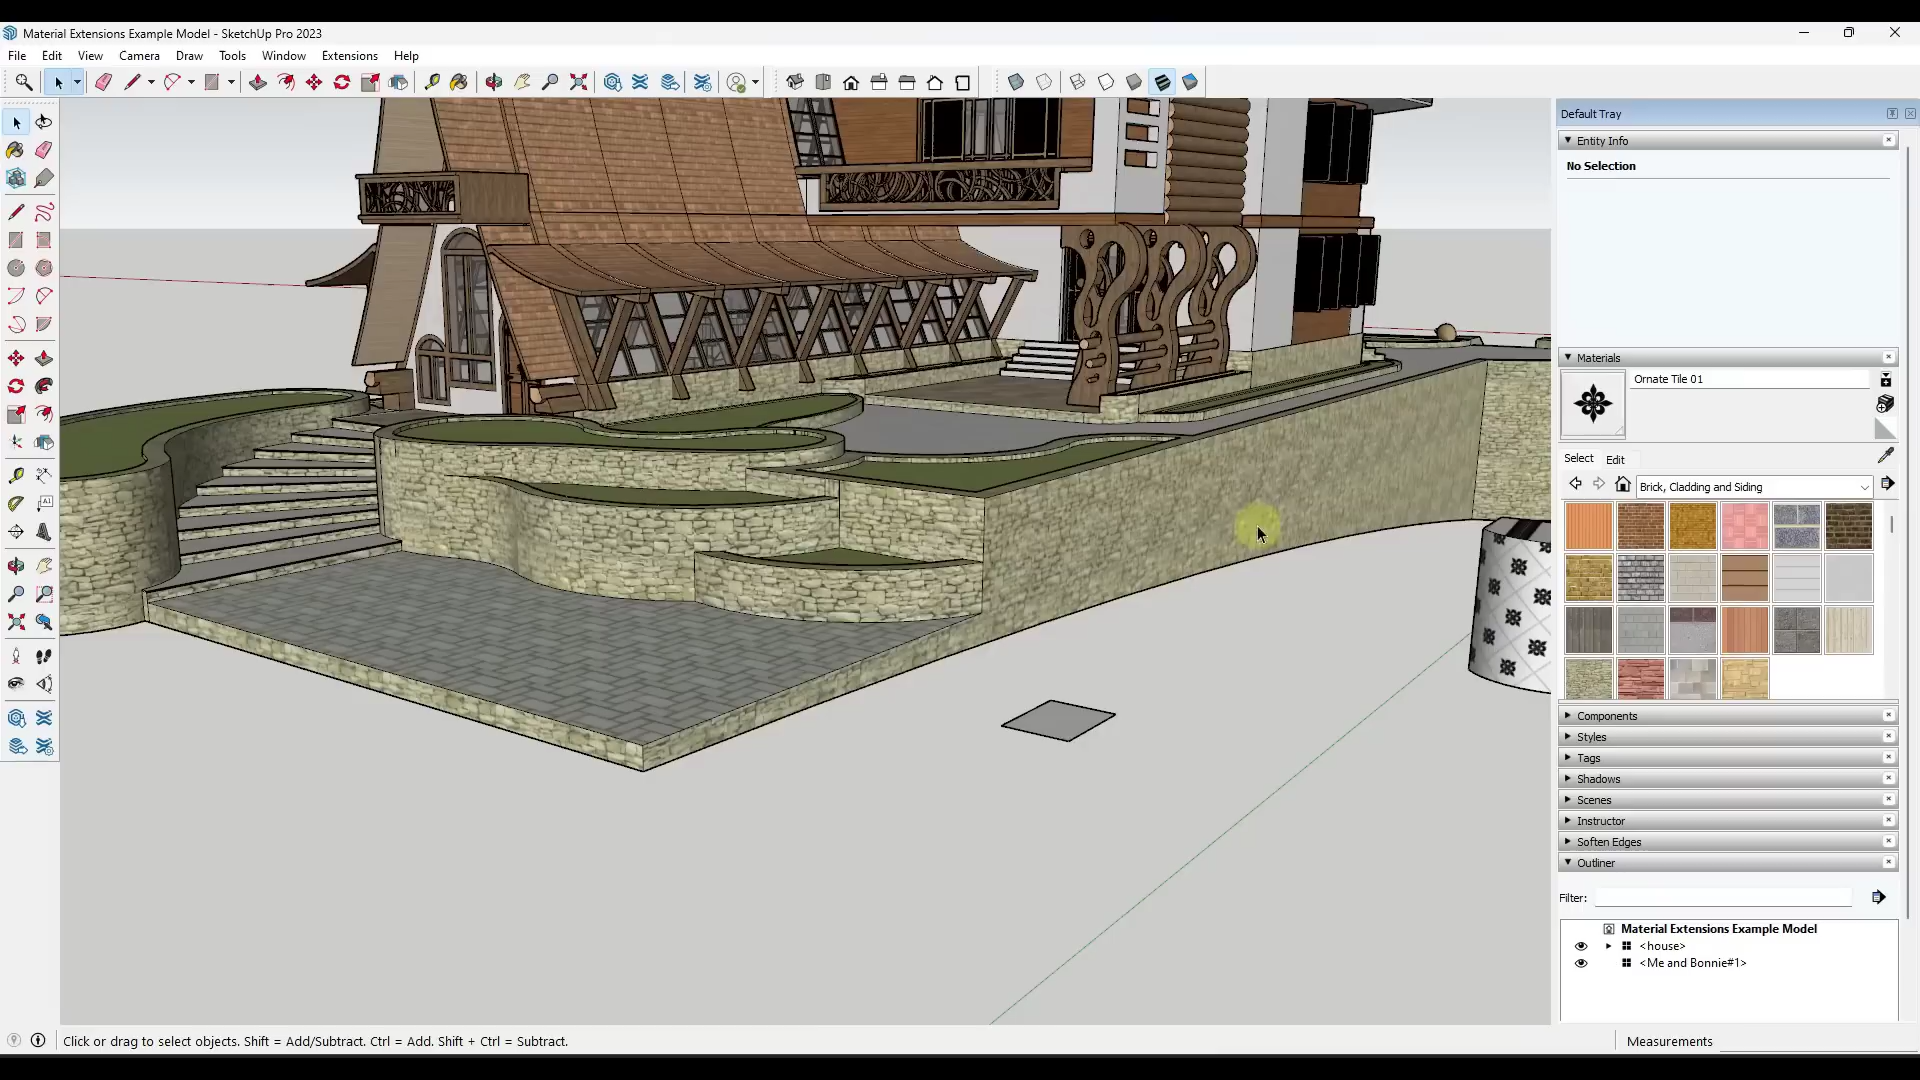 Material Extensions Example Model - SketchUp Pro 2023
File Edit View Camera Draw Tools Window Extensions Help
Default Tray
Entity Info
No Selection
Materials
Ornate Tile 01
Select Edit
Brick, Cladding and Siding
Components
Styles
Tags
Shadows
Scenes
Instructor
Soften Edges
Outliner
Filter:
Material Extensions Example Model
<house>
<Me and Bonnie#1>
Click or drag to select objects. Shift = Add/Subtract. Ctrl = Add. Shift + Ctrl = Subtract.
Measurements